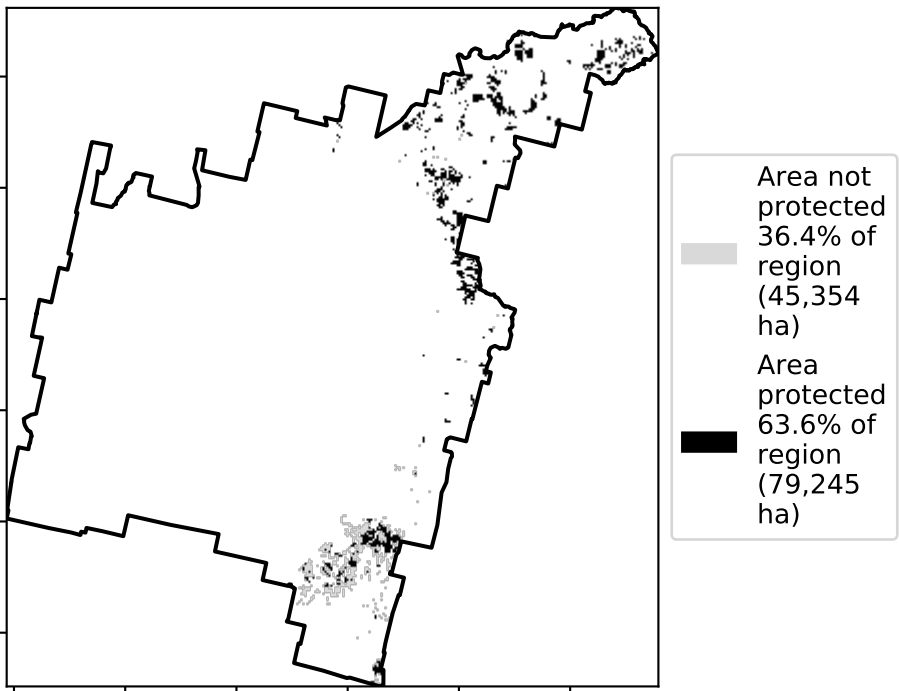 Area not
protected
36.4% of
region
(45,354
ha)
Area
protected
63.6% of
region
(79,245
ha)